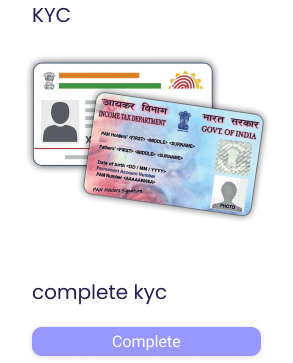 KYC
आयकर विभाग
भारत सरकार
INCOME TAX DEPARTMENT
GOVT. OF INDIA
PAN Holders' <FIRST> <MIDDLE> <SURNAME>
Fathers' <FIRST> <MIDDLE> <SURNAME>
Date of birth <DD / MM / YYYY>
Permanent Account Number
PAN Number <AAAAA8888A>
PAN Holders Signature
PHOTO
complete kyc
Complete